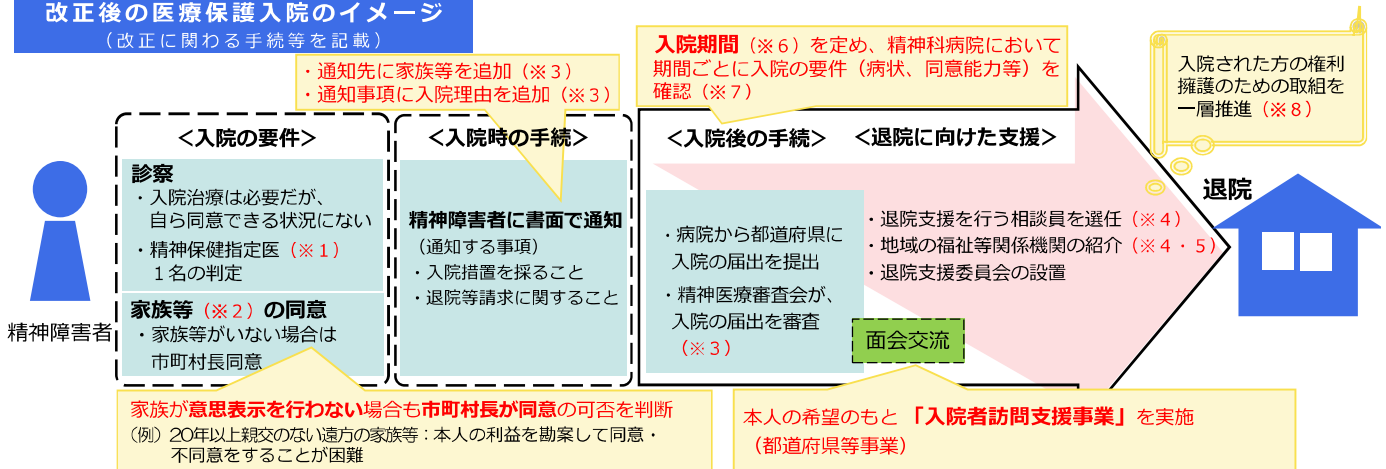 改正後の医療保護入院のイメージ
（改正に関わる手続等を記載）
・通知先に家族等を追加（※３）
・通知事項に入院理由を追加（※３）
入院期間（※６）を定め、精神科病院において
期間ごとに入院の要件（病状、同意能力等）を
確認（※７）
入院された方の権利
擁護のための取組を
一層推進（※８）
精神障害者
＜入院の要件＞
診察
・入院治療は必要だが、
自ら同意できる状況にない
・精神保健指定医（※１）
１名の判定
家族等（※２）の同意
・家族等がいない場合は
市町村長同意
＜入院時の手続＞
精神障害者に書面で通知
（通知する事項）
・入院措置を採ること
・退院等請求に関すること
＜入院後の手続＞
・病院から都道府県に
入院の届出を提出
・精神医療審査会が、
入院の届出を審査
（※３）
＜退院に向けた支援＞
・退院支援を行う相談員を選任（※４）
・地域の福祉等関係機関の紹介（※４・５）
・退院支援委員会の設置
面会交流
退院
家族が意思表示を行わない場合も市町村長が同意の可否を判断
（例）20年以上親交のない遠方の家族等：本人の利益を勘案して同意・
不同意をすることが困難
本人の希望のもと「入院者訪問支援事業」を実施
（都道府県等事業）